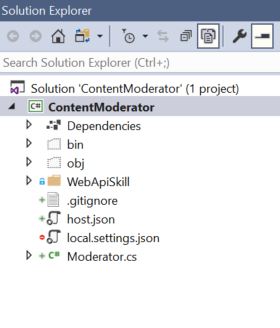 Solution Explorer
Search Solution Explorer (Ctrl+;)
Solution 'ContentModerator' (1 project)
C# ContentModerator
Dependencies
bin
obj
WebApiSkill
.gitignore
host.json
local.settings.json
C# Moderator.cs